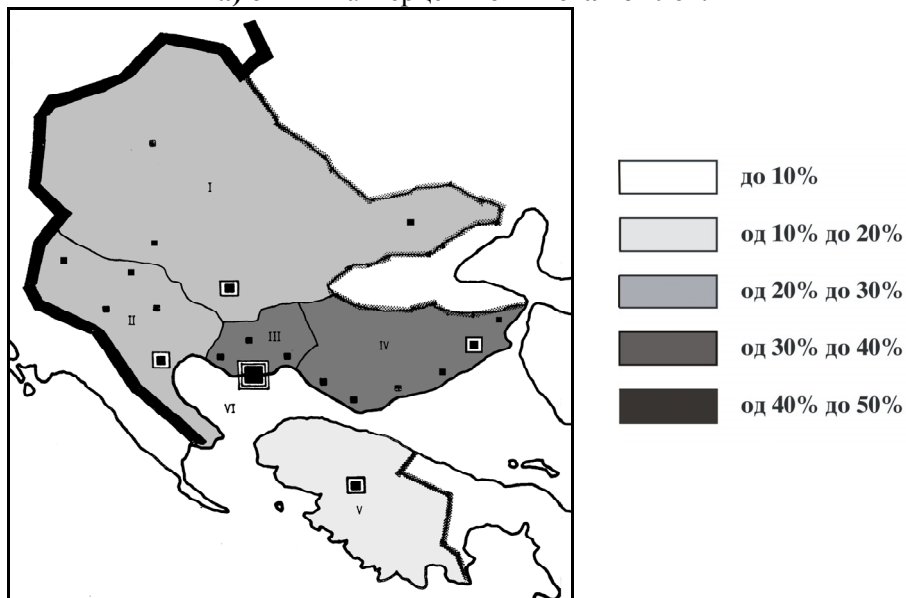 I
II
III
IV
VI
V
до 10%
од 10% до 20%
од 20% до 30%
од 30% до 40%
од 40% до 50%